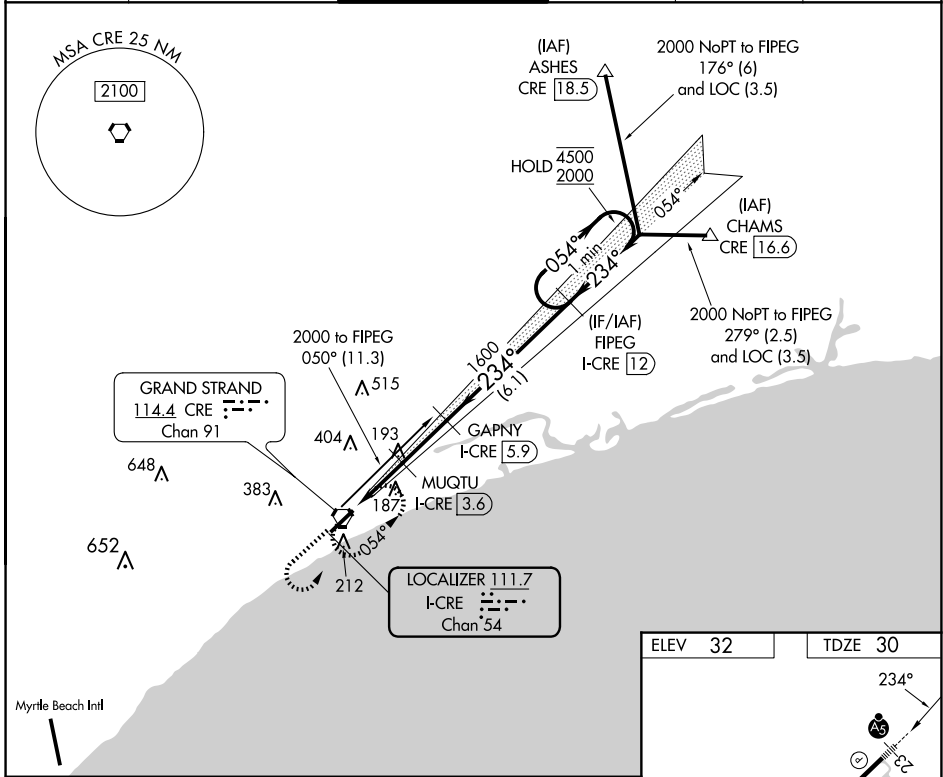 MSA CRE 25 NM
2100
(IAF)
ASHES
CRE 18.5
2000 NoPT to FIPEG
176° (6)
and LOC (3.5)
HOLD 4500
2000
054°
(IAF)
CHAMS
CRE 16.6
054°
1 min
234°
2000 NoPT to FIPEG
279° (2.5)
and LOC (3.5)
(IF/IAF)
FIPEG
I-CRE 12
2000 to FIPEG
050° (11.3)
1600
234°
(6.1)
515
GRAND STRAND
114.4 CRE
Chan 91
GAPNY
I-CRE 5.9
404
193
648
383
187
MUQTU
I-CRE 3.6
054°
652
212
LOCALIZER 111.7
I-CRE
Chan 54
ELEV 32
TDZE 30
234°
A5
23
P
Myrtle Beach Intl